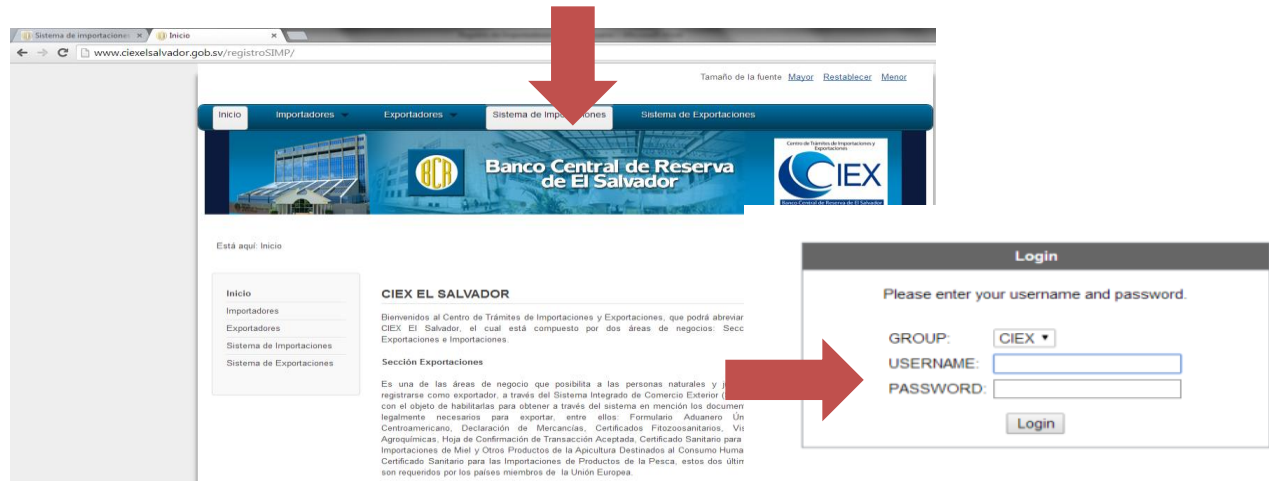 Sistema de importacione
Inicio
www.ciexelsalvador.gob.sv/registroSIMP/
Tamaño de la fuente Mayor Restablecer Menor
Inicio Importadores Exportadores Sistema de Importaciones Sistema de Exportaciones
BCR
Banco Central de Reserva
de El Salvador
Centro de Trámites de Importaciones y
Exportaciones
CIEX
Banco Central de Reserva de El Salvador
Está aquí: Inicio
Inicio
Importadores
Exportadores
Sistema de Importaciones
Sistema de Exportaciones
CIEX EL SALVADOR
Bienvenidos al Centro de Trámites de Importaciones y Exportaciones, que podrá abreviar
CIEX El Salvador, el cual está compuesto por dos áreas de negocios: Secc
Exportaciones e Importaciones.
Sección Exportaciones
Es una de las áreas de negocio que posibilita a las personas naturales y j
registrarse como exportador, a través del Sistema Integrado de Comercio Exterior (
con el objeto de habilitarlas para obtener a través del sistema en mención los documen
legalmente necesarios para exportar, entre ellos: Formulario Aduanero Ún
Centroamericano, Declaración de Mercancías, Certificados Fitozoosanitarios, Vis
Agroquímicas, Hoja de Confirmación de Transacción Aceptada, Certificado Sanitario para
Importaciones de Miel y Otros Productos de la Apicultura Destinados al Consumo Huma
Certificado Sanitario para las Importaciones de Productos de la Pesca, estos dos últim
son requeridos por los países miembros de la Unión Europea.
Login
Please enter your username and password.
GROUP: CIEX
USERNAME:
PASSWORD:
Login